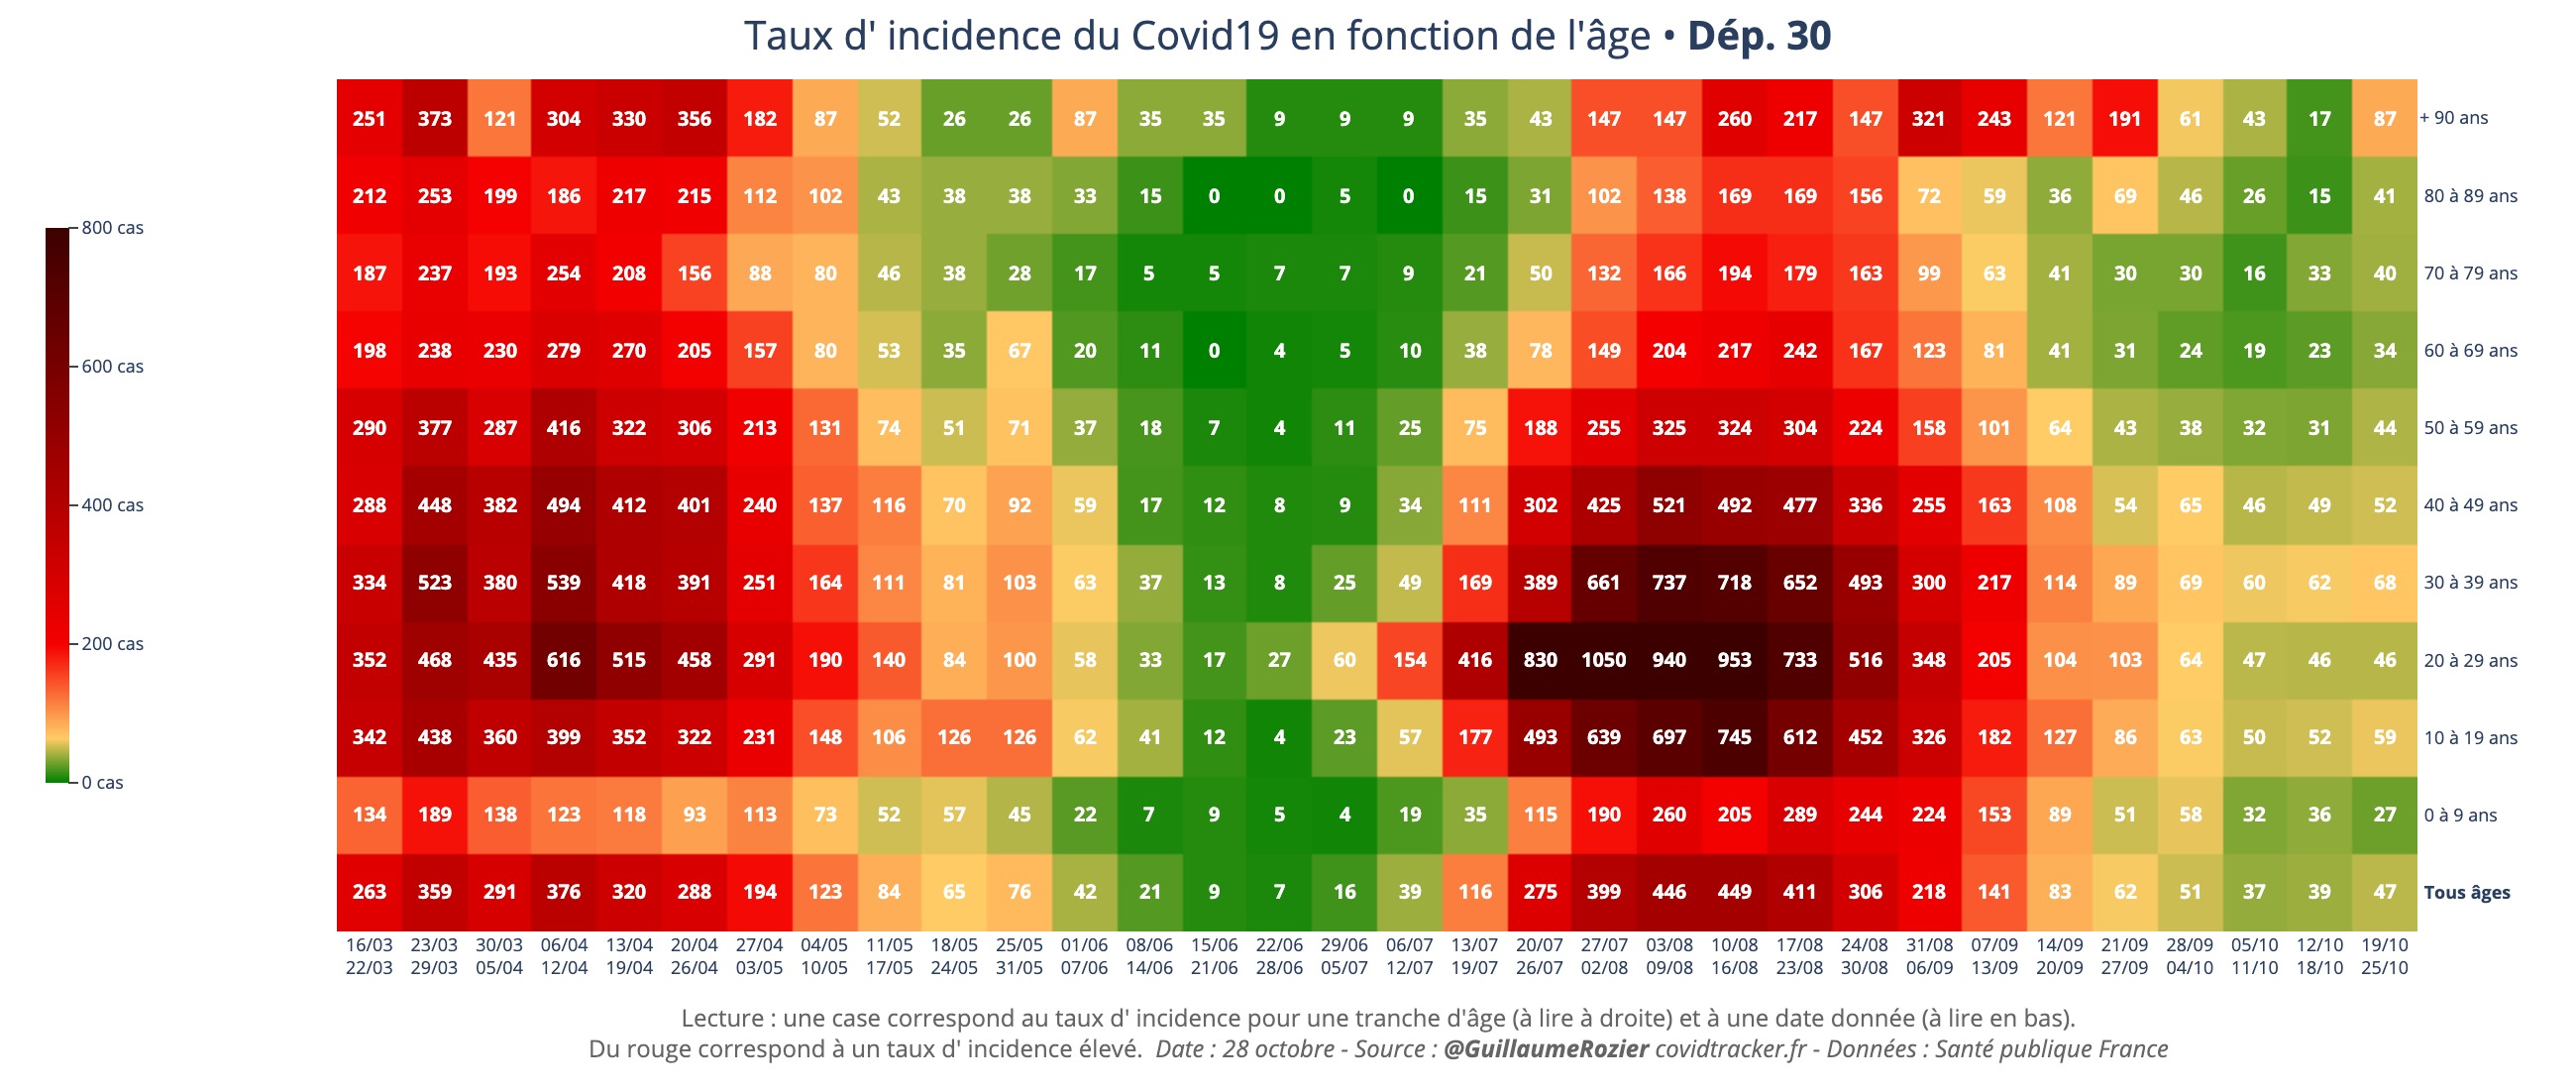 Taux d' incidence du Covid19 en fonction de l'âge • Dép. 30
251 373 121 304 330 356 182 87 52 26 26 87 35 35 9 9 9 35 43 147 147 260 217 147 321 243 121 191 61 43 17 87 + 90 ans
212 253 199 186 217 215 112 102 43 38 38 33 15 0 0 5 0 15 31 102 138 169 169 156 72 59 36 69 46 26 15 41 80 à 89 ans
800 cas
187 237 193 254 208 156 88 80 46 38 28 17 5 5 7 7 9 21 50 132 166 194 179 163 99 63 41 30 30 16 33 40 70 à 79 ans
198 238 230 279 270 205 157 80 53 35 67 20 11 0 4 5 10 38 78 149 204 217 242 167 123 81 41 31 24 19 23 34 60 à 69 ans
600 cas
290 377 287 416 322 306 213 131 74 51 71 37 18 7 4 11 25 75 188 255 325 324 304 224 158 101 64 43 38 32 31 44 50 à 59 ans
400 cas
288 448 382 494 412 401 240 137 116 70 92 59 17 12 8 9 34 111 302 425 521 492 477 336 255 163 108 54 65 46 49 52 40 à 49 ans
334 523 380 539 418 391 251 164 111 81 103 63 37 13 8 25 49 169 389 661 737 718 652 493 300 217 114 89 69 60 62 68 30 à 39 ans
200 cas
352 468 435 616 515 458 291 190 140 84 100 58 33 17 27 60 154 416 830 1050 940 953 733 516 348 205 104 103 64 47 46 46 20 à 29 ans
342 438 360 399 352 322 231 148 106 126 126 62 41 12 4 23 57 177 493 639 697 745 612 452 326 182 127 86 63 50 52 59 10 à 19 ans
0 cas
134 189 138 123 118 93 113 73 52 57 45 22 7 9 5 4 19 35 115 190 260 205 289 244 224 153 89 51 58 32 36 27 0 à 9 ans
263 359 291 376 320 288 194 123 84 65 76 42 21 9 7 16 39 116 275 399 446 449 411 306 218 141 83 62 51 37 39 47 Tous âges
16/03 23/03 30/03 06/04 13/04 20/04 27/04 04/05 11/05 18/05 25/05 01/06 08/06 15/06 22/06 29/06 06/07 13/07 20/07 27/07 03/08 10/08 17/08 24/08 31/08 07/09 14/09 21/09 28/09 05/10 12/10 19/10
22/03 29/03 05/04 12/04 19/04 26/04 03/05 10/05 17/05 24/05 31/05 07/06 14/06 21/06 28/06 05/07 12/07 19/07 26/07 02/08 09/08 16/08 23/08 30/08 06/09 13/09 20/09 27/09 04/10 11/10 18/10 25/10
Lecture : une case correspond au taux d' incidence pour une tranche d'âge (à lire à droite) et à une date donnée (à lire en bas).
Du rouge correspond à un taux d' incidence élevé. Date : 28 octobre - Source : @GuillaumeRozier covidtracker.fr - Données : Santé publique France